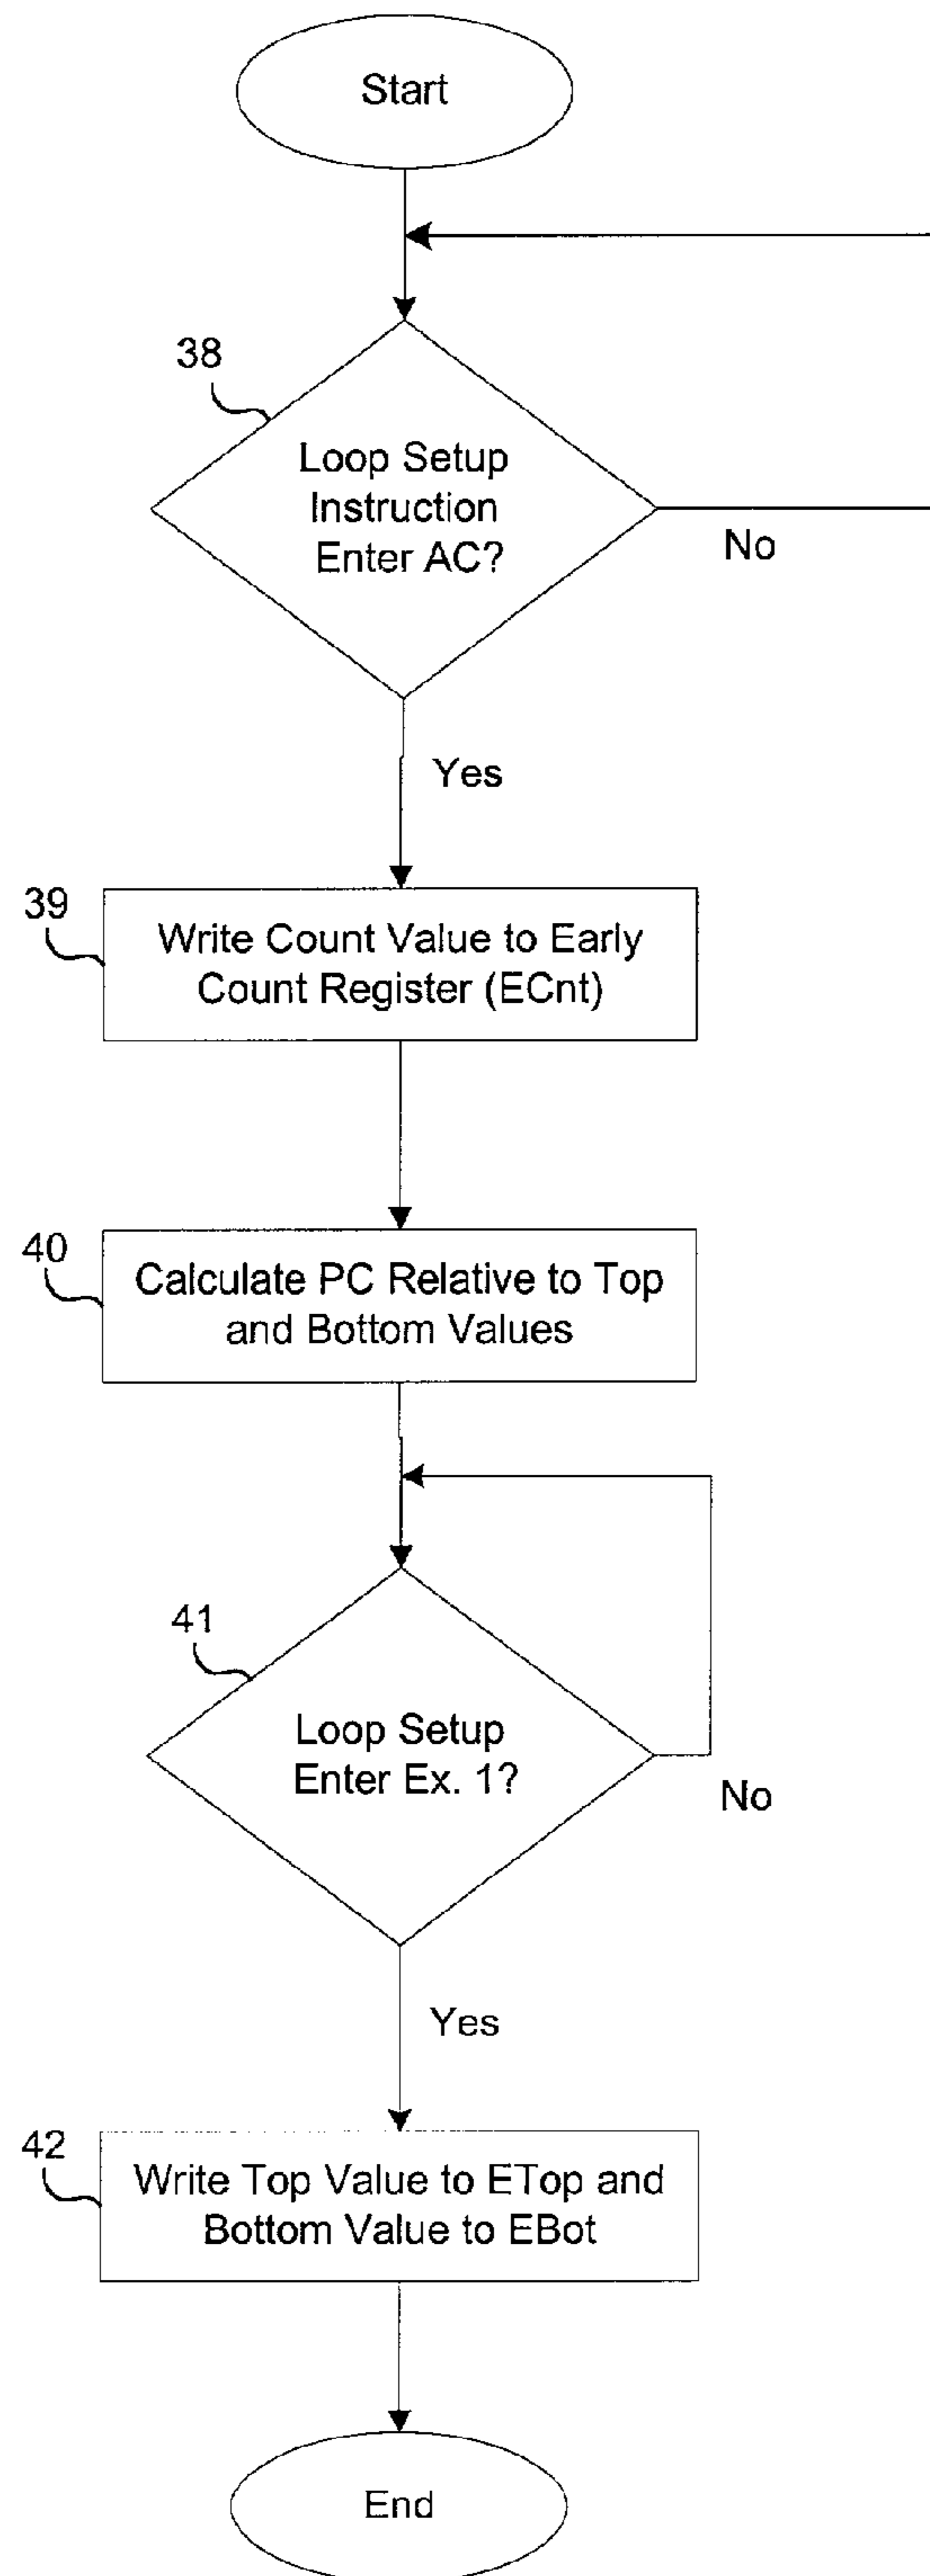 Start
38
Loop Setup
Instruction
Enter AC?
No
Yes
39
Write Count Value to Early
Count Register (ECnt)
40
Calculate PC Relative to Top
and Bottom Values
41
Loop Setup
Enter Ex. 1?
No
Yes
42
Write Top Value to ETop and
Bottom Value to EBot
End